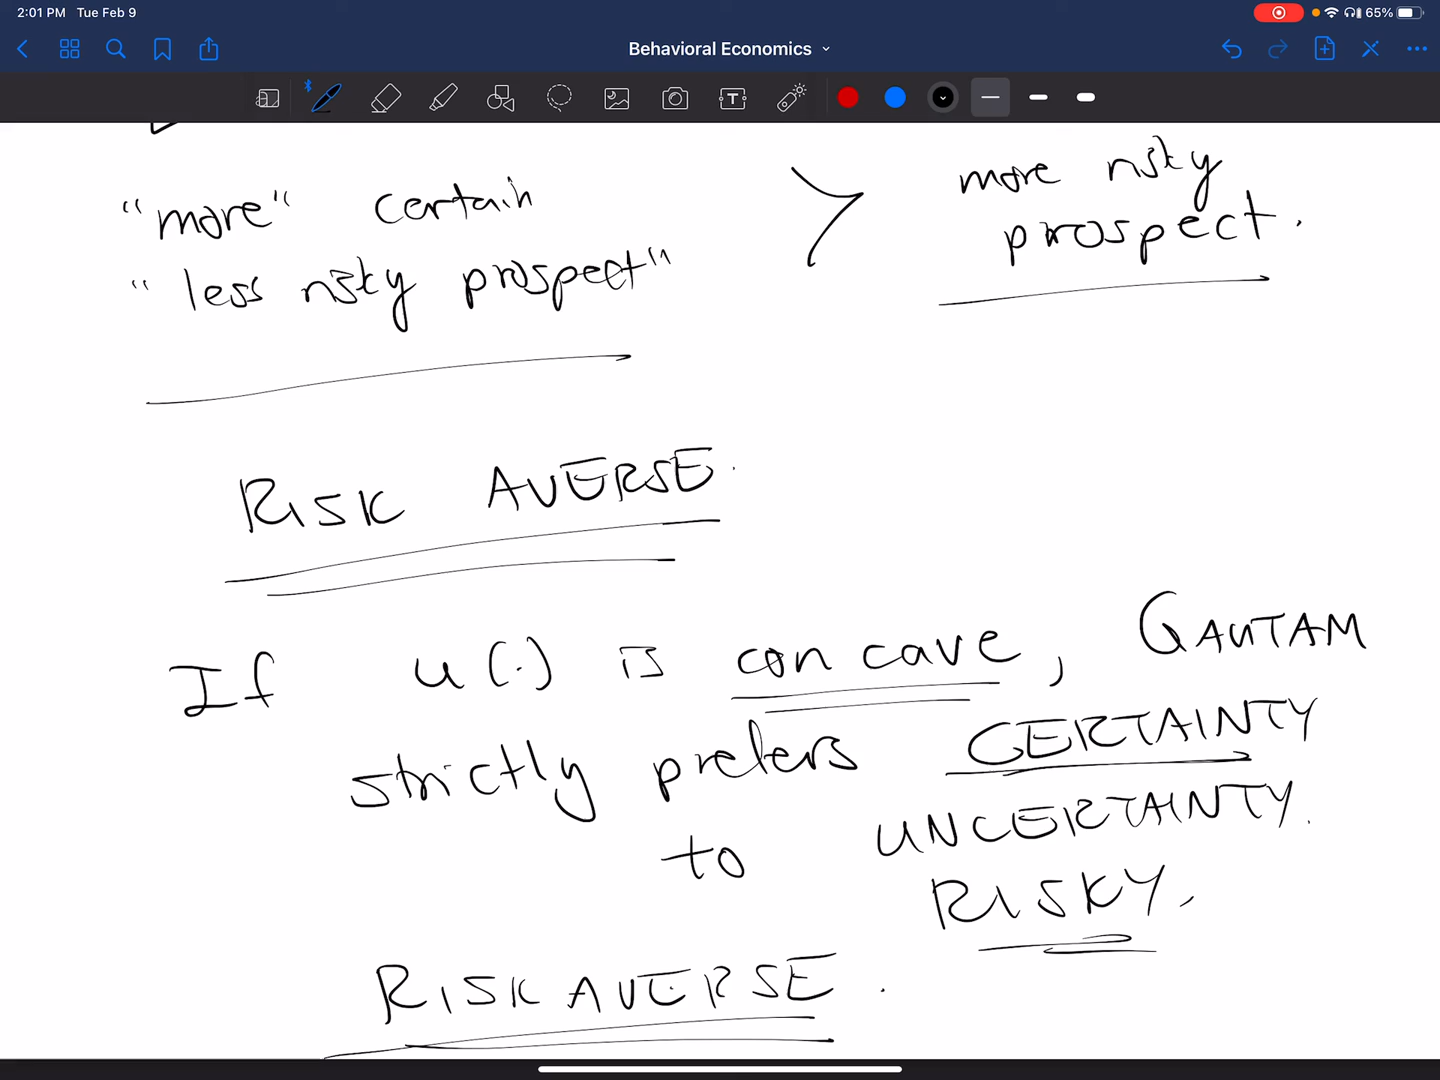 2:01 PM Tue Feb 9
65%
Behavioral Economics
T
"more" certain
"less risky prospect"
≻
more risky
prospect.
RISK AVERSE.
If u(·) is concave, GAUTAM
strictly prefers CERTAINTY
to UNCERTAINTY.
RISKY.
RISK AVERSE.